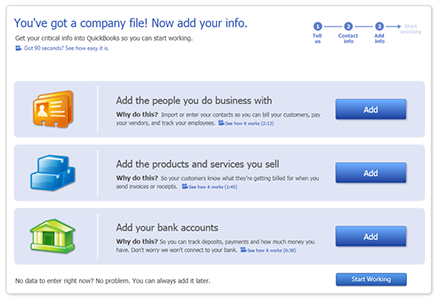 You've got a company file! Now add your info.
Get your critical info into QuickBooks so you can start working.
Got 90 seconds? See how easy it is.
1 2 3
Tell us
Contact info
Add info
Start working
Add the people you do business with
Why do this? Import or enter your contacts so you can bill your customers, pay your vendors, and track your employees. See how it works (2:13)
Add
Add the products and services you sell
Why do this? So your customers know what they're getting billed for when you send invoices or receipts. See how it works (1:45)
Add
Add your bank accounts
Why do this? So you can track deposits, payments and how much money you have. Don't worry we won't connect to your bank. See how it works (0:38)
Add
No data to enter right now? No problem. You can always add it later.
Start Working